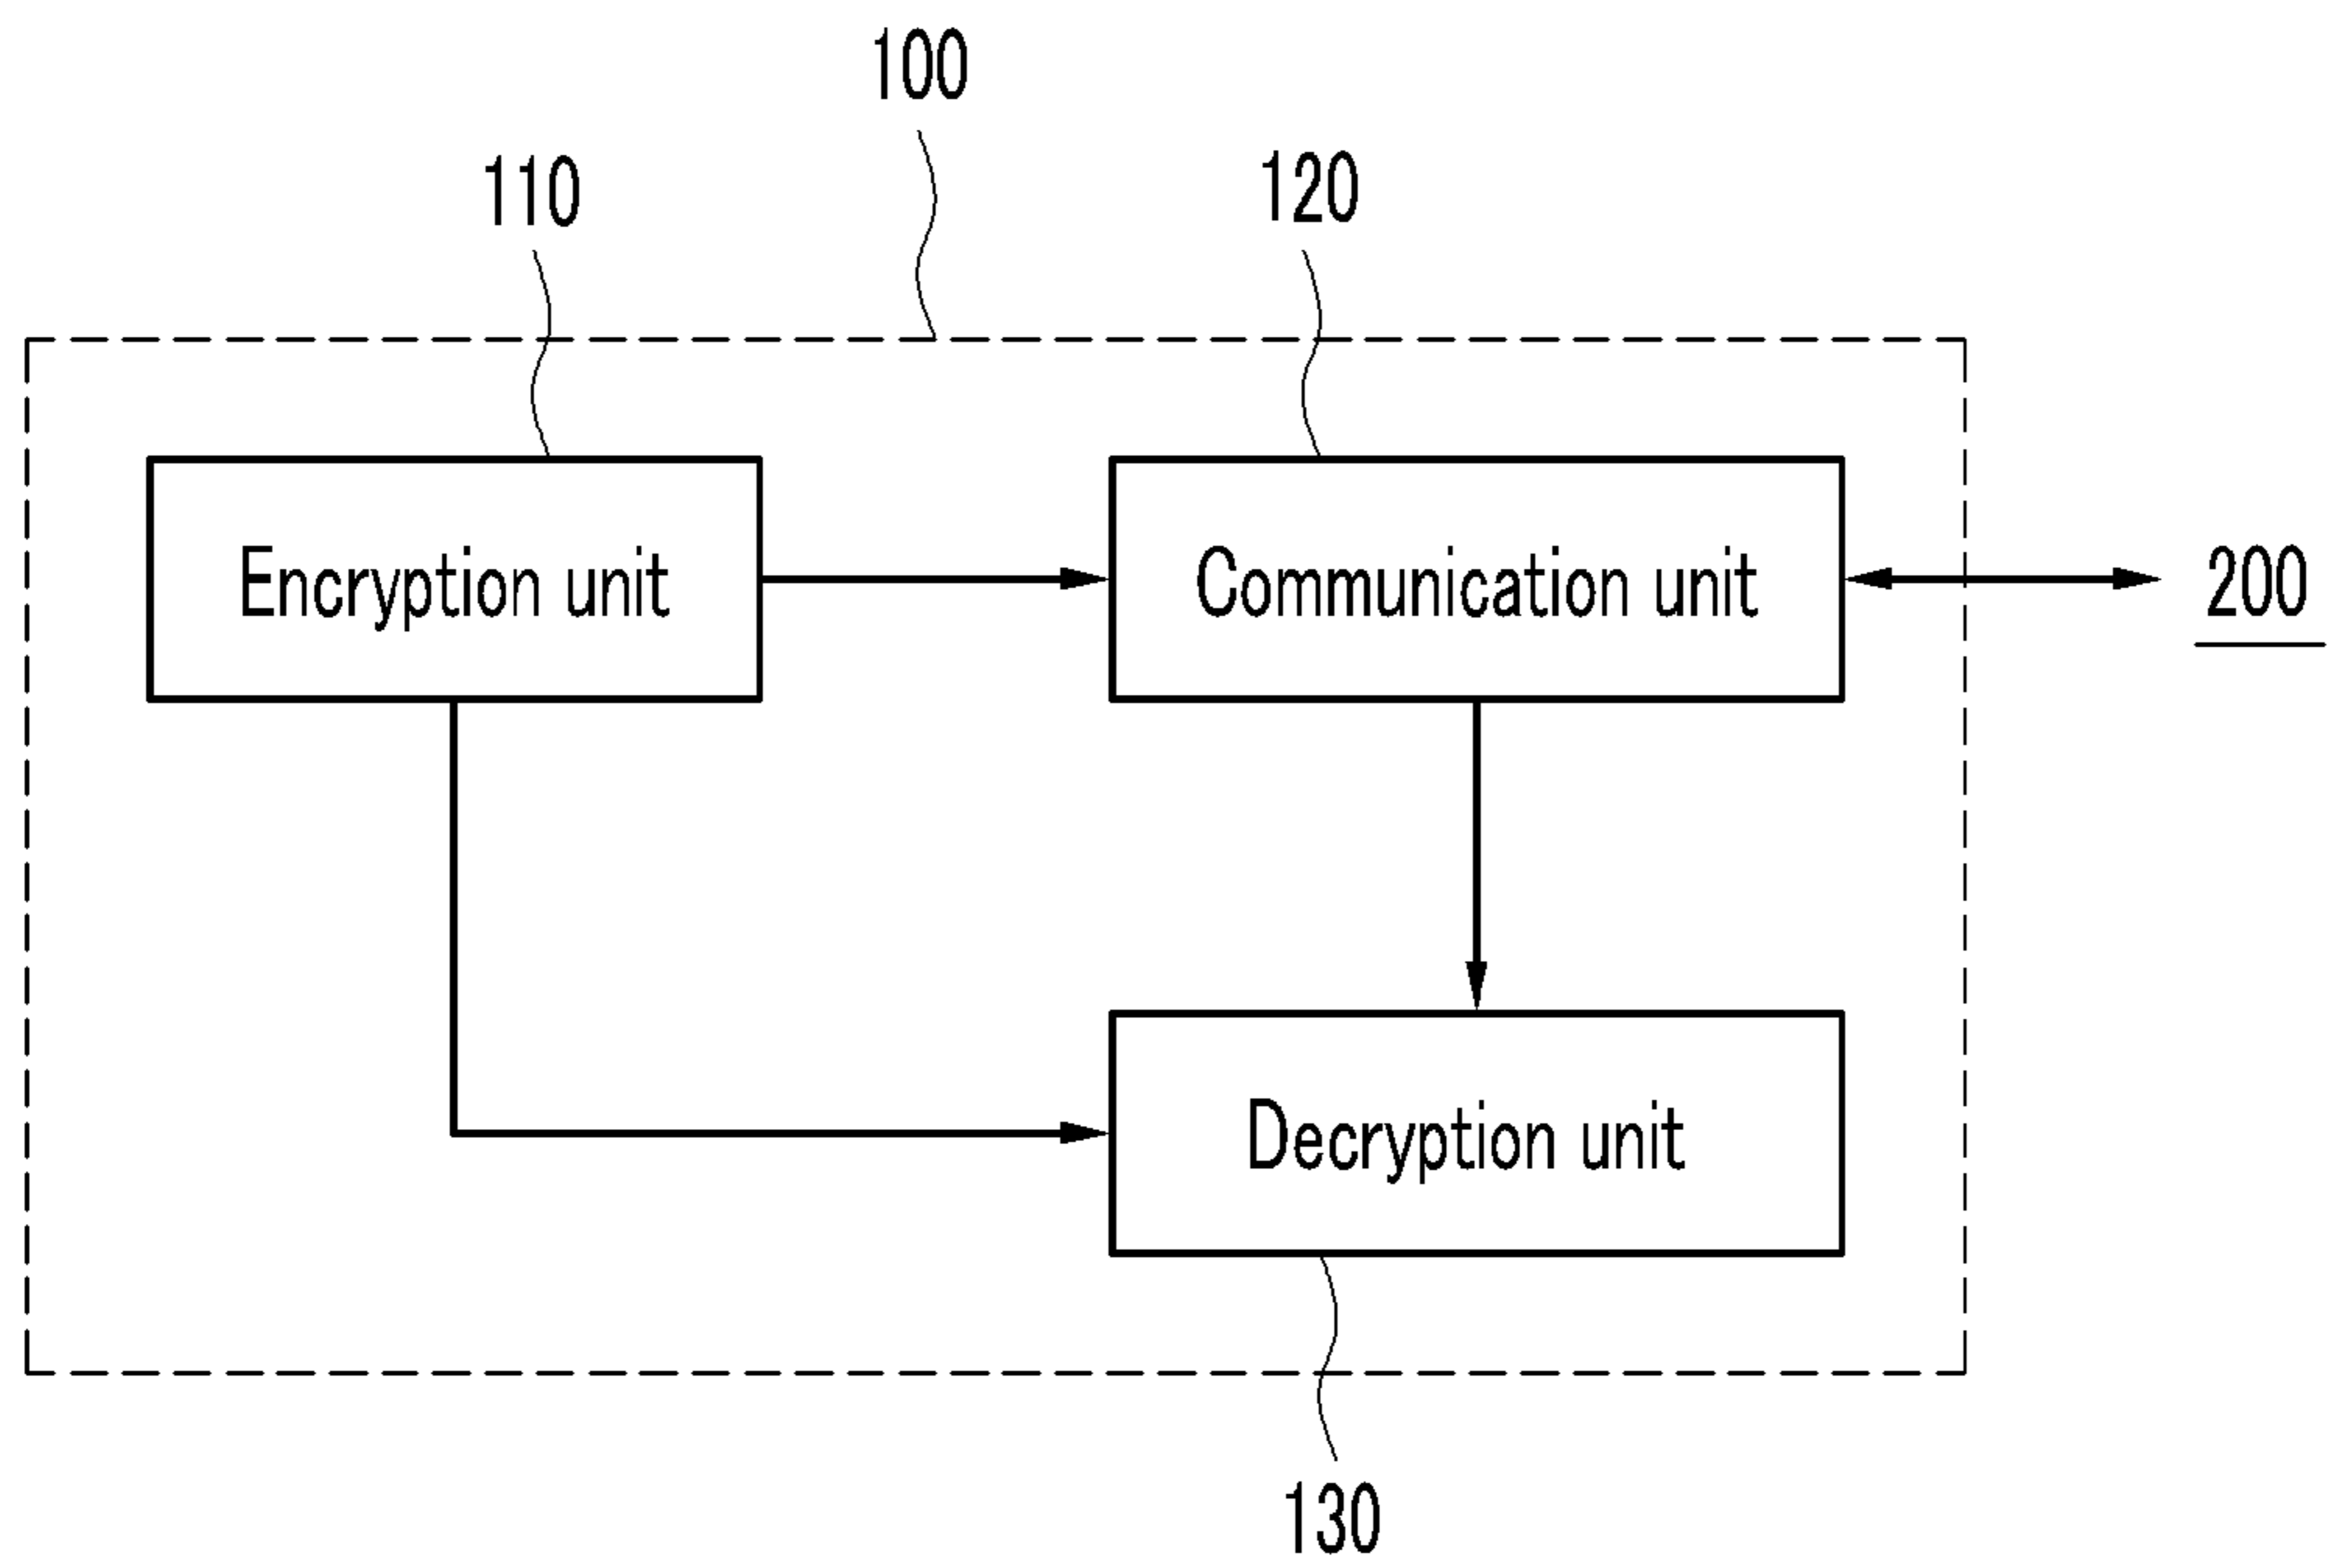 100
110
120
Encryption unit
Communication unit
200
Decryption unit
130